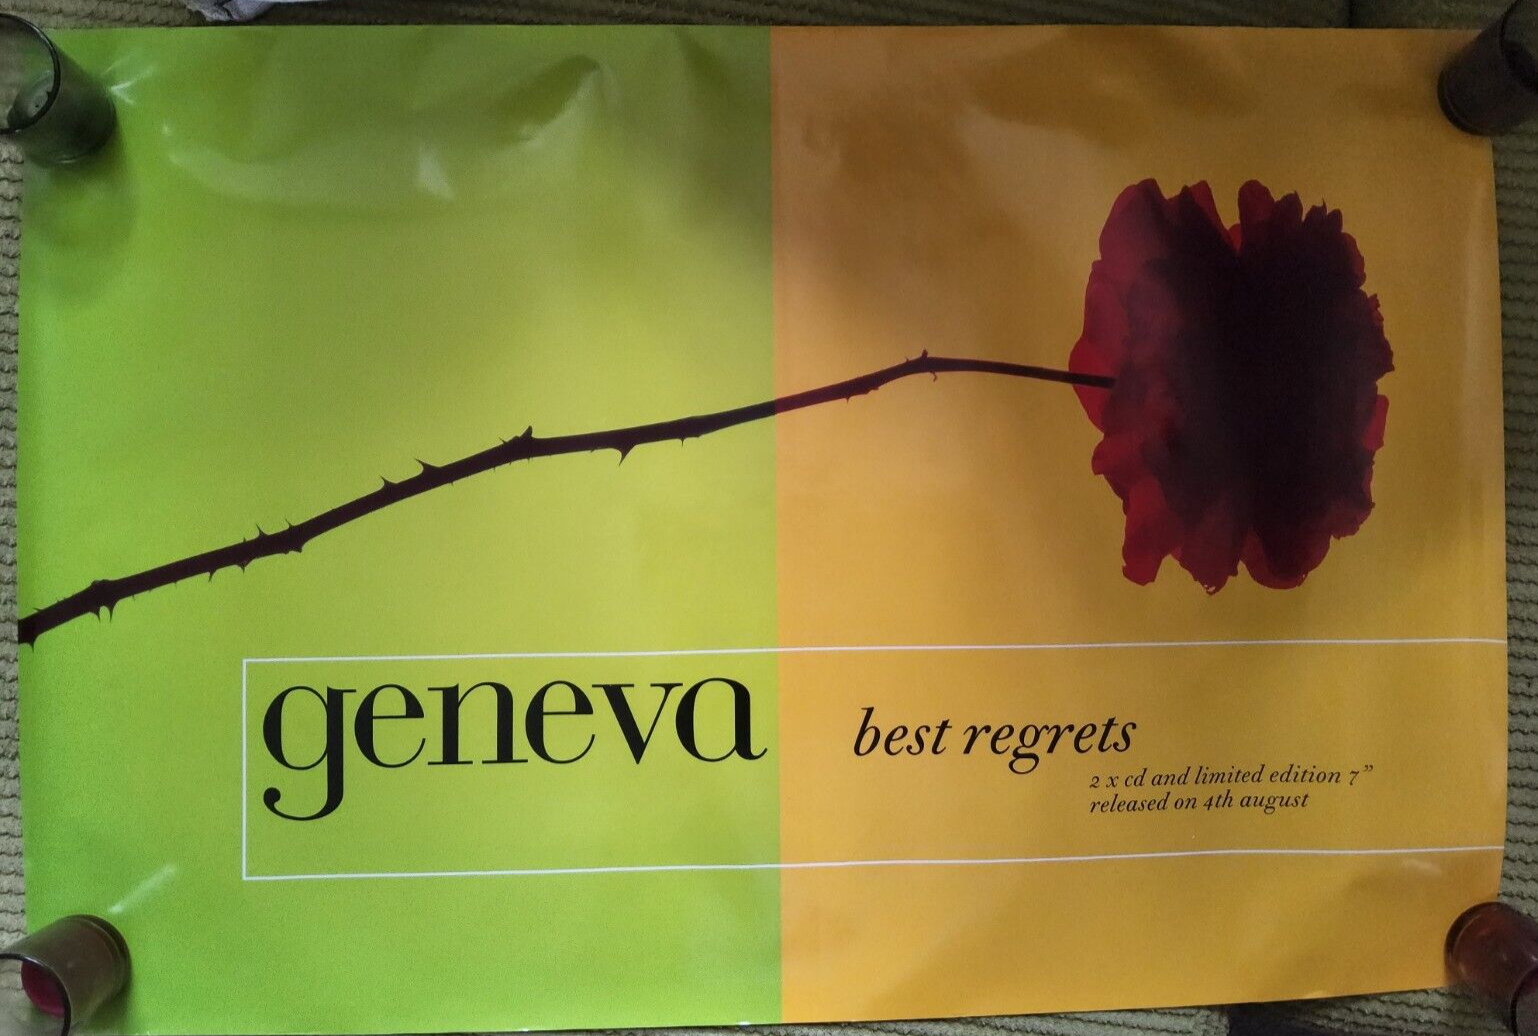 geneva
best regrets
2 x cd and limited edition 7”
released on 4th august